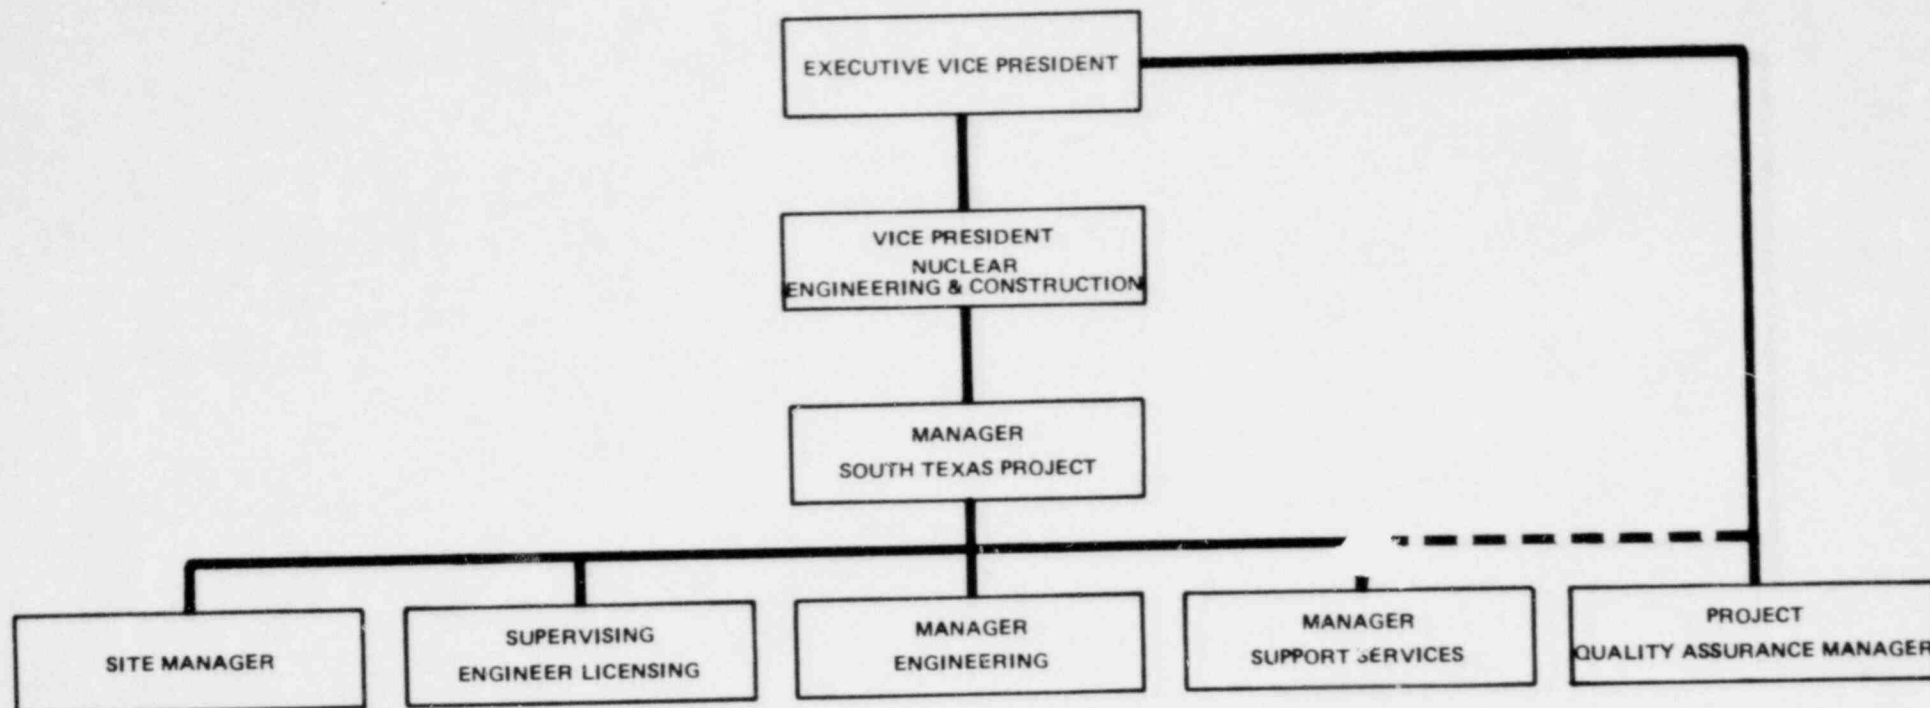 EXECUTIVE VICE PRESIDENT
VICE PRESIDENT
NUCLEAR
ENGINEERING & CONSTRUCTION
MANAGER
SOUTH TEXAS PROJECT
SITE MANAGER
SUPERVISING
ENGINEER LICENSING
MANAGER
ENGINEERING
MANAGER
SUPPORT SERVICES
PROJECT
QUALITY ASSURANCE MANAGER